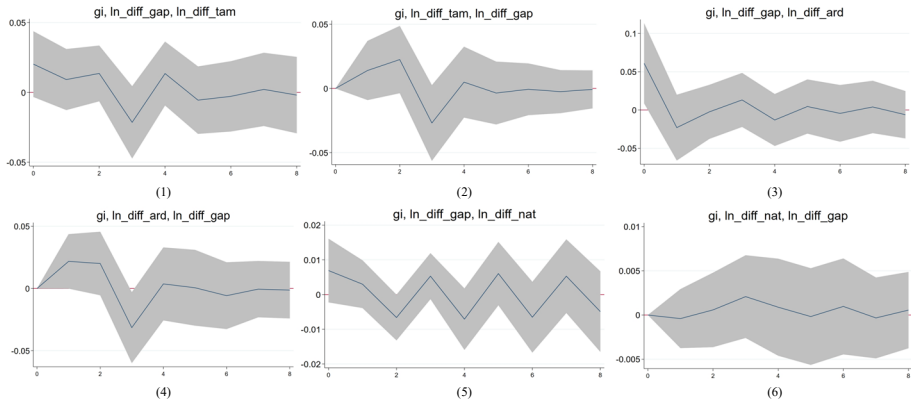 gi, ln_diff_gap, ln_diff_tam
0.05
0
-0.05
0 2 4 6 8
(1)
gi, ln_diff_tam, ln_diff_gap
0.05
0
-0.05
0 2 4 6 8
(2)
gi, ln_diff_gap, ln_diff_ard
0.1
0.05
0
-0.05
0 2 4 6 8
(3)
gi, ln_diff_ard, ln_diff_gap
0.05
0
-0.05
0 2 4 6 8
(4)
gi, ln_diff_gap, ln_diff_nat
0.02
0.01
0
-0.01
-0.02
0 2 4 6 8
(5)
gi, ln_diff_nat, ln_diff_gap
0.01
0.005
0
-0.005
0 2 4 6 8
(6)